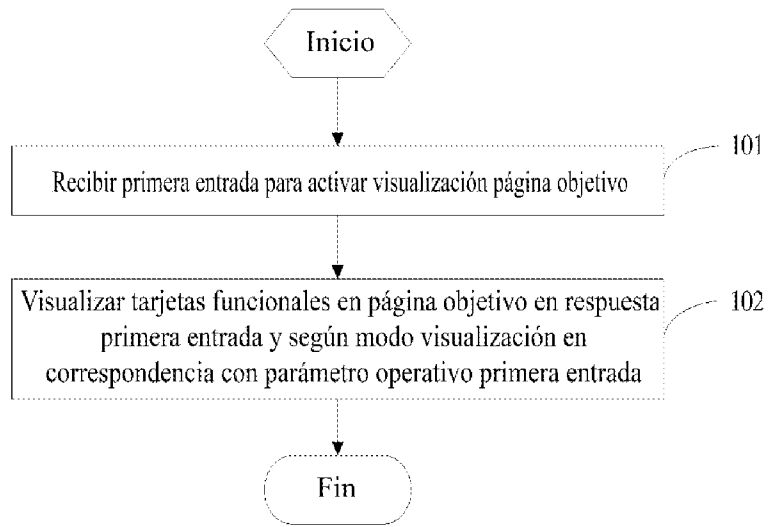 Inicio
Recibir primera entrada para activar visualización página objetivo
101
Visualizar tarjetas funcionales en página objetivo en respuesta
primera entrada y según modo visualización en
correspondencia con parámetro operativo primera entrada
102
Fin